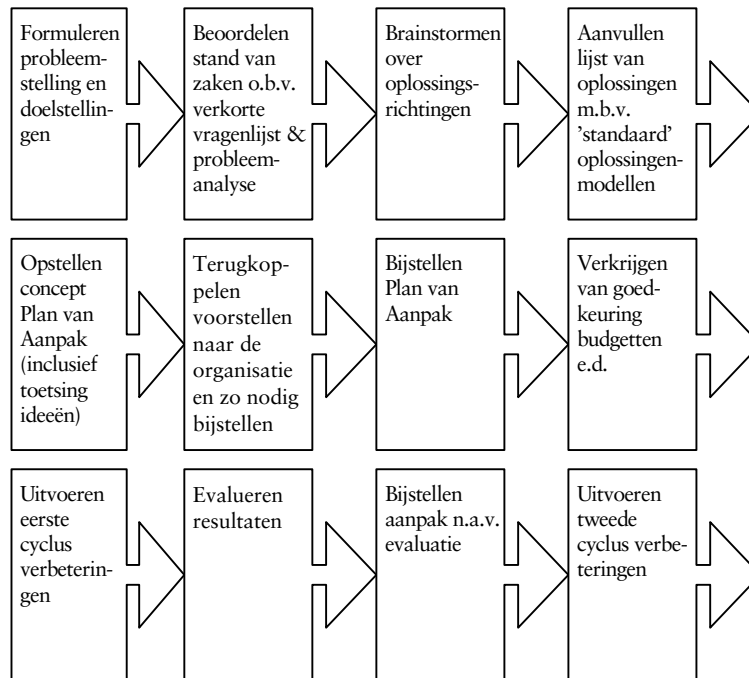 Formuleren
probleem-
stelling en
doelstellin-
gen
Beoordelen
stand van
zaken o.b.v.
verkorte
vragenlijst &
probleem-
analyse
Brainstormen
over
oplossings-
richtingen
Aanvullen
lijst van
oplossingen
m.b.v.
'standaard'
oplossingen-
modellen
Opstellen
concept
Plan van
Aanpak
(inclusief
toetsing
ideeën)
Terugkop-
pelen
voorstellen
naar de
organisatie
en zo nodig
bijstellen
Bijstellen
Plan van
Aanpak
Verkrijgen
van goed-
keuring
budgetten
e.d.
Uitvoeren
eerste
cyclus
verbeterin-
gen
Evalueren
resultaten
Bijstellen
aanpak n.a.v.
evaluatie
Uitvoeren
tweede
cyclus verbe-
teringen